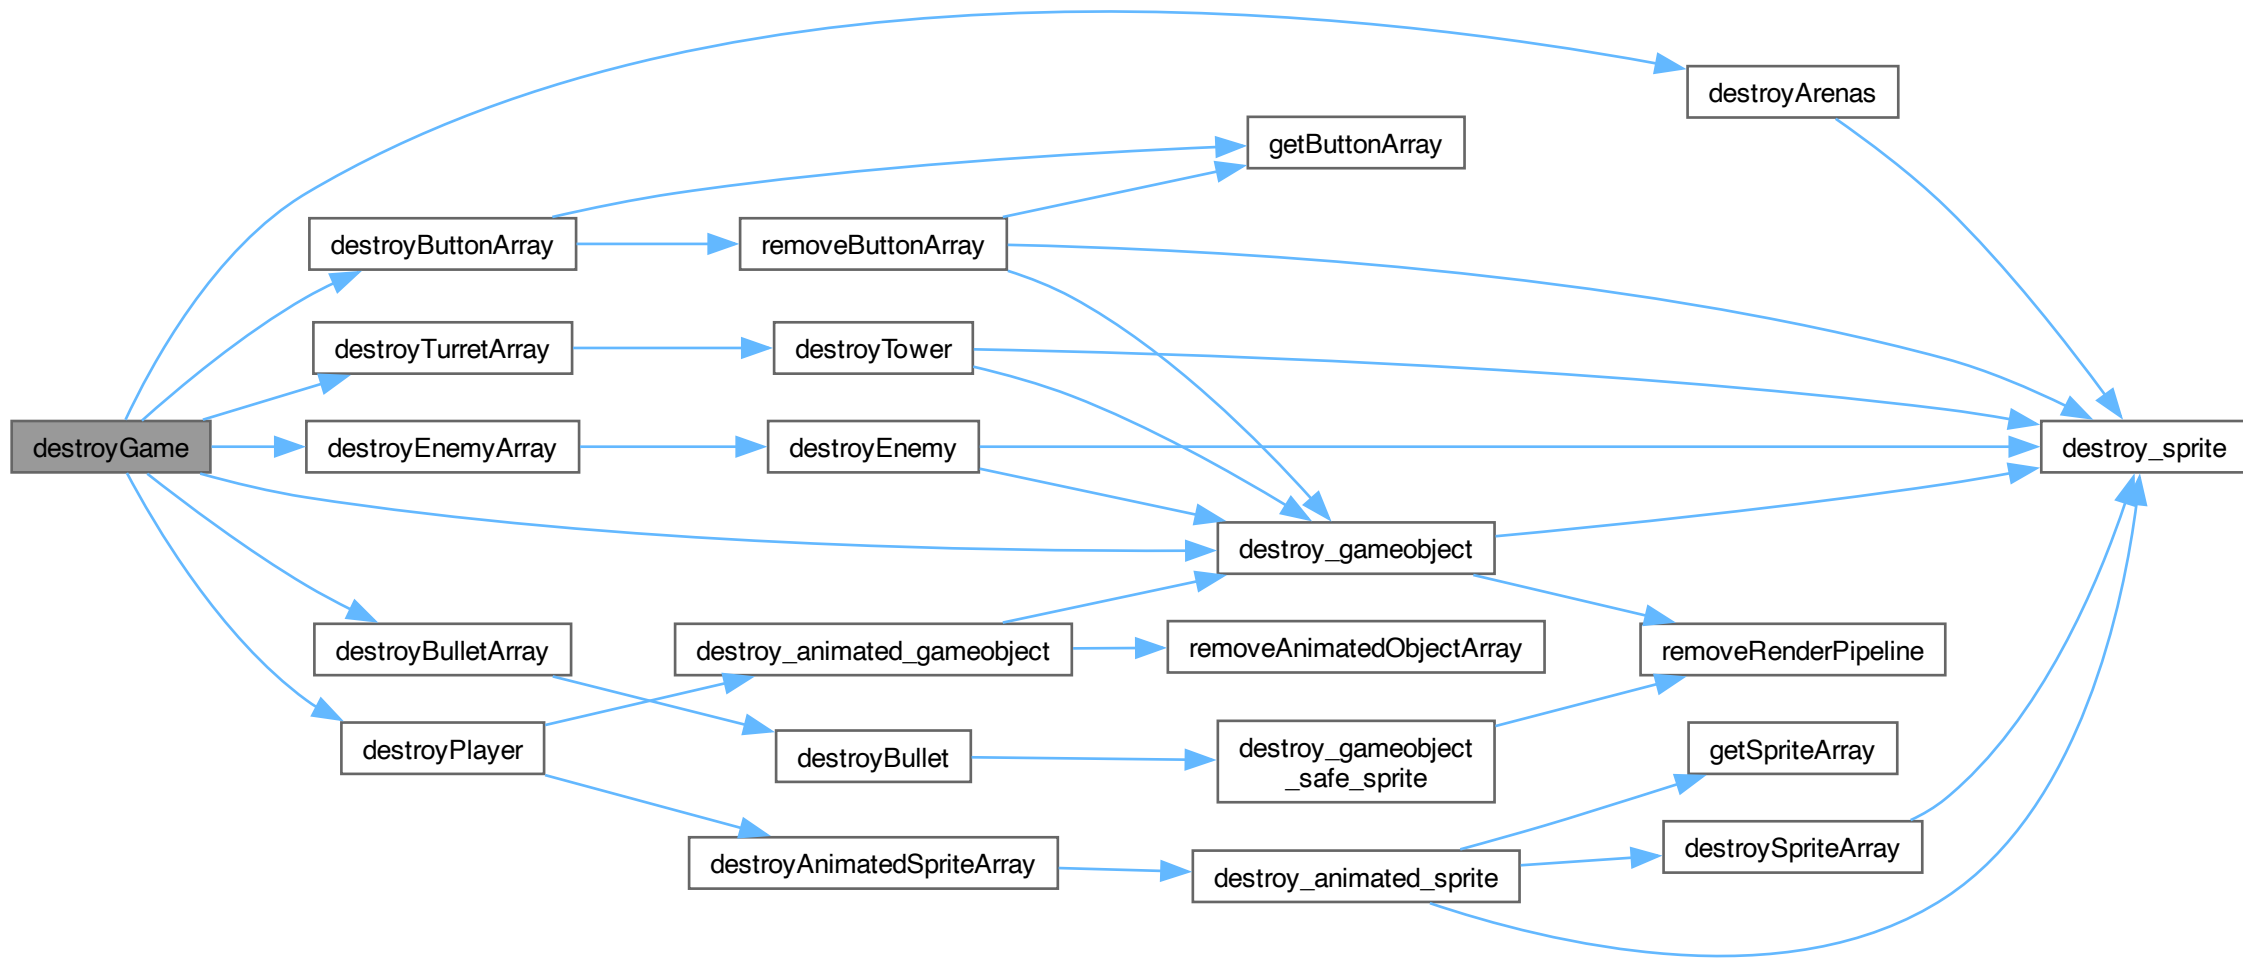 destroyArenas
getButtonArray
destroyButtonArray
removeButtonArray
destroyTurretArray
destroyTower
destroyGame
destroyEnemyArray
destroyEnemy
destroy_sprite
destroy_gameobject
destroyBulletArray
destroy_animated_gameobject
removeAnimatedObjectArray
removeRenderPipeline
destroyPlayer
destroyBullet
destroy_gameobject
_safe_sprite
getSpriteArray
destroyAnimatedSpriteArray
destroy_animated_sprite
destroySpriteArray